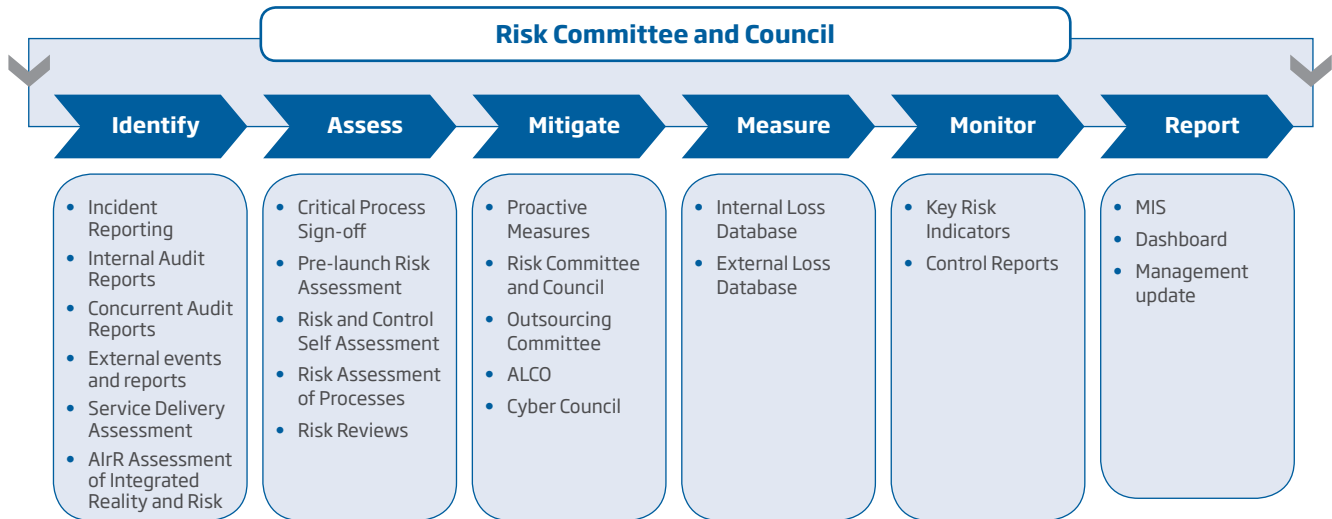 Risk Committee and Council
Identify
Assess
Mitigate
Measure
Monitor
Report
• Incident
Reporting
• Internal Audit
Reports
• Concurrent Audit
Reports
• External events
and reports
• Service Delivery
Assessment
• AIrR Assessment
of Integrated
Reality and Risk
• Critical Process
Sign-off
• Pre-launch Risk
Assessment
• Risk and Control
Self Assessment
• Risk Assessment
of Processes
• Risk Reviews
• Proactive
Measures
• Risk Committee
and Council
• Outsourcing
Committee
• ALCO
• Cyber Council
• Internal Loss
Database
• External Loss
Database
• Key Risk
Indicators
• Control Reports
• MIS
• Dashboard
• Management
update